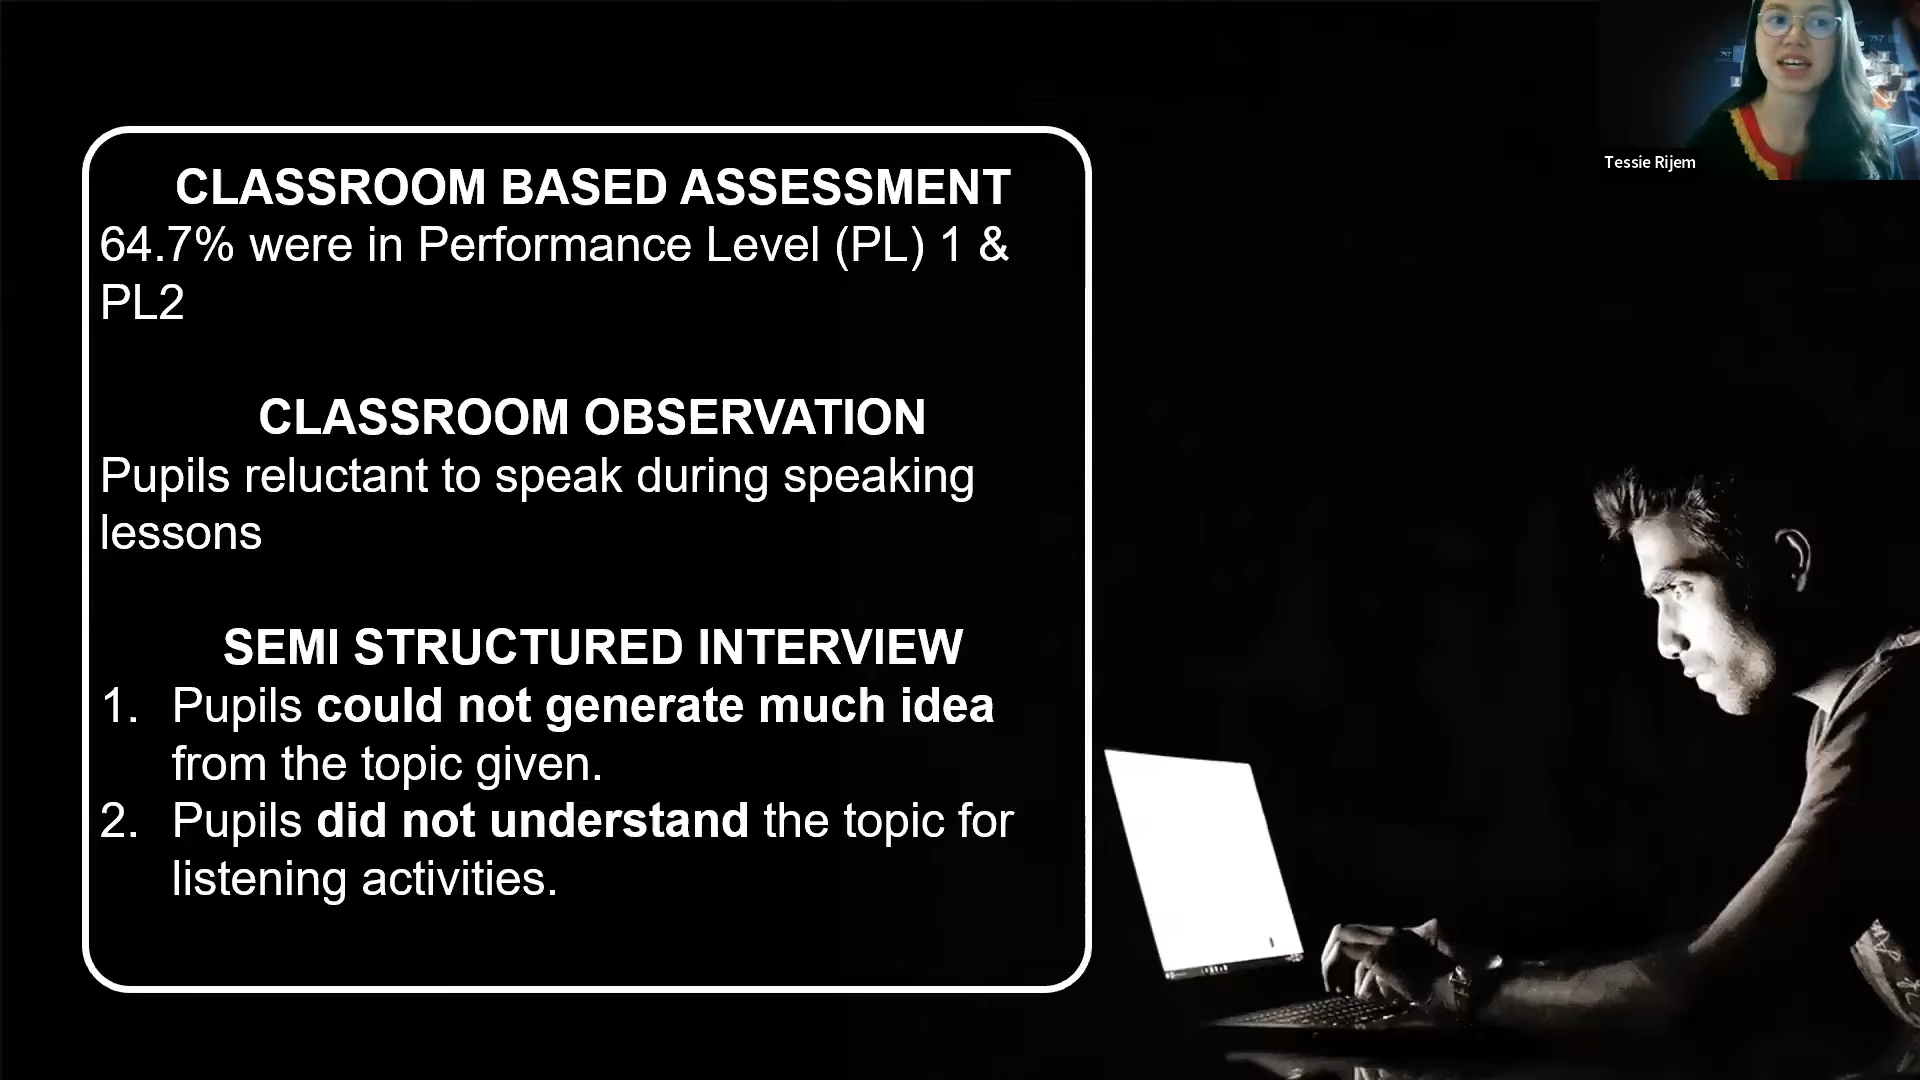 Tessie Rijem
CLASSROOM BASED ASSESSMENT
64.7% were in Performance Level (PL) 1 &
PL2
CLASSROOM OBSERVATION
Pupils reluctant to speak during speaking
lessons
SEMI STRUCTURED INTERVIEW
1. Pupils could not generate much idea
from the topic given.
2. Pupils did not understand the topic for
listening activities.